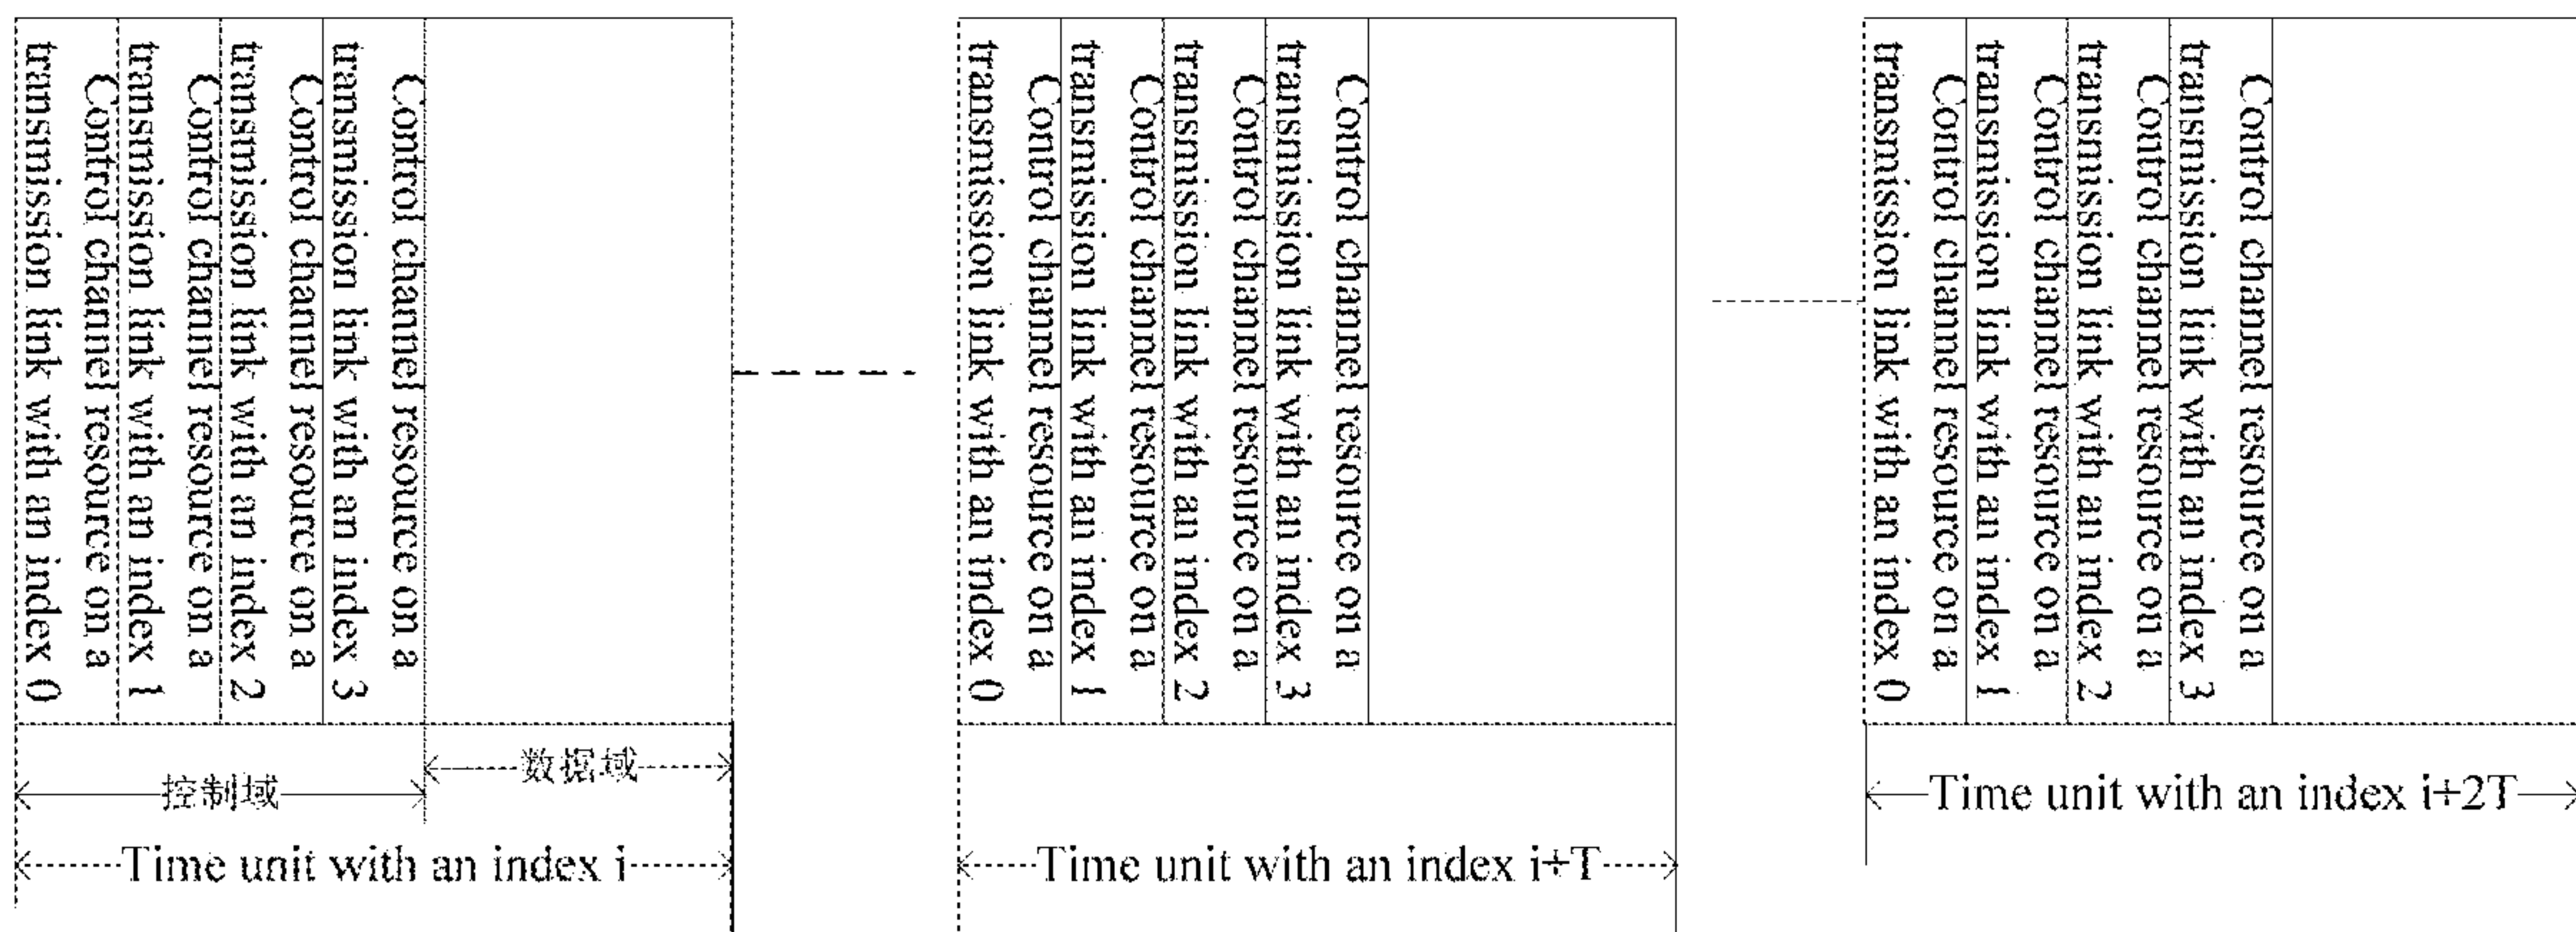 Control channel resource on a
transmission link with an index 0
Control channel resource on a
transmission link with an index 1
Control channel resource on a
transmission link with an index 2
Control channel resource on a
transmission link with an index 3
控制域
数据域
Time unit with an index i
Control channel resource on a
transmission link with an index 0
Control channel resource on a
transmission link with an index 1
Control channel resource on a
transmission link with an index 2
Control channel resource on a
transmission link with an index 3
Time unit with an index i+T
Control channel resource on a
transmission link with an index 0
Control channel resource on a
transmission link with an index 1
Control channel resource on a
transmission link with an index 2
Control channel resource on a
transmission link with an index 3
Time unit with an index i+2T